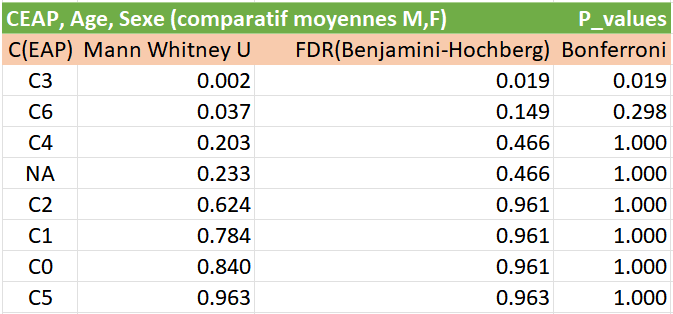 CEAP, Age, Sexe (comparatif moyennes M,F) P_values
C(EAP) Mann Whitney U FDR(Benjamini-Hochberg) Bonferroni
C3 0.002 0.019 0.019
C6 0.037 0.149 0.298
C4 0.203 0.466 1.000
NA 0.233 0.466 1.000
C2 0.624 0.961 1.000
C1 0.784 0.961 1.000
C0 0.840 0.961 1.000
C5 0.963 0.963 1.000